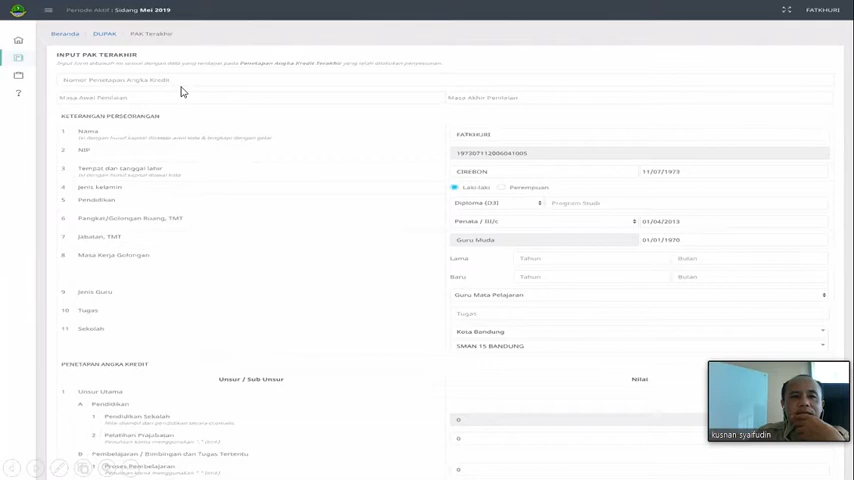 Periode Aktif : Sidang Mei 2019
FATKHURI
Beranda / DUPAK / PAK Terakhir
INPUT PAK TERAKHIR
Nomor Penetapan Angka Kredit
Masa Awal Penilaian
Masa Akhir Penilaian
KETERANGAN PERSEORANGAN
1 Nama
FATKHURI
2 NIP
197307112006041005
3 Tempat dan tanggal lahir
CIREBON
11/07/1973
4 Jenis kelamin
Laki-laki
Perempuan
5 Pendidikan
Diploma (D3)
Program Studi
6 Pangkat/Golongan Ruang, TMT
Penata / III/c
01/04/2013
7 Jabatan, TMT
Guru Muda
01/01/1970
8 Masa Kerja Golongan
Lama
Tahun
Bulan
Baru
Tahun
Bulan
9 Jenis Guru
Guru Mata Pelajaran
10 Tugas
Tugas
11 Sekolah
Kota Bandung
SMAN 15 BANDUNG
PENETAPAN ANGKA KREDIT
Unsur / Sub Unsur
Nilai
1 Unsur Utama
A Pendidikan
1 Pendidikan Sekolah
0
2 Pelatihan Prajabatan
0
B Pembelajaran / Bimbingan dan Tugas Tertentu
1 Proses Pembelajaran
0
kusnan syaifudin